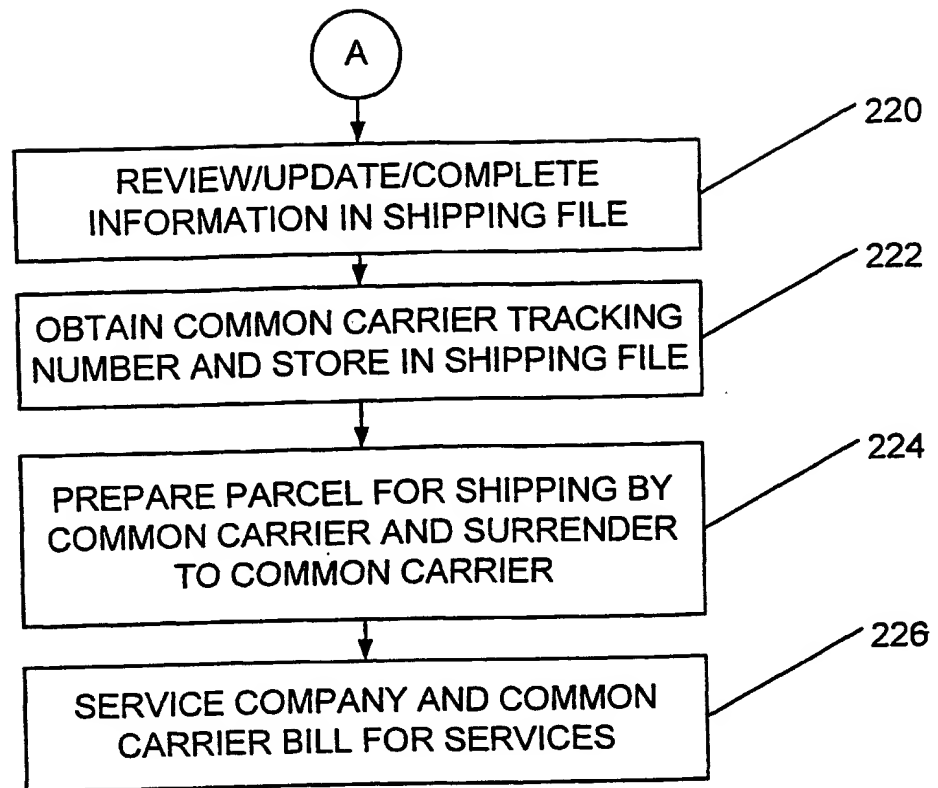 A
220
REVIEW/UPDATE/COMPLETE
INFORMATION IN SHIPPING FILE
222
OBTAIN COMMON CARRIER TRACKING
NUMBER AND STORE IN SHIPPING FILE
224
PREPARE PARCEL FOR SHIPPING BY
COMMON CARRIER AND SURRENDER
TO COMMON CARRIER
226
SERVICE COMPANY AND COMMON
CARRIER BILL FOR SERVICES